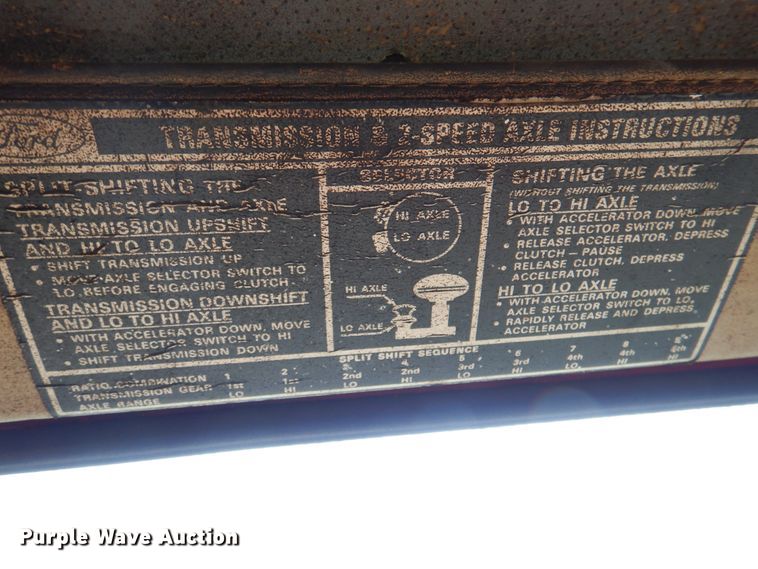 Ford
TRANSMISSION & 2-SPEED AXLE INSTRUCTIONS
SPLIT SHIFTING THE
TRANSMISSION AND AXLE
TRANSMISSION UPSHIFT
AND HI TO LO AXLE
• SHIFT TRANSMISSION UP
• MOVE AXLE SELECTOR SWITCH TO
LO, BEFORE ENGAGING CLUTCH
TRANSMISSION DOWNSHIFT
AND LO TO HI AXLE
• WITH ACCELERATOR DOWN, MOVE
AXLE SELECTOR SWITCH TO HI
• SHIFT TRANSMISSION DOWN
SELECTOR
HI AXLE
LO AXLE
HI AXLE
LO AXLE
SHIFTING THE AXLE
(WITHOUT SHIFTING THE TRANSMISSION)
LO TO HI AXLE
• WITH ACCELERATOR DOWN, MOVE
AXLE SELECTOR SWITCH TO HI
• RELEASE ACCELERATOR, DEPRESS
CLUTCH — PAUSE
• RELEASE CLUTCH, DEPRESS
ACCELERATOR
HI TO LO AXLE
• WITH ACCELERATOR DOWN, MOVE
AXLE SELECTOR SWITCH TO LO,
• RAPIDLY RELEASE AND DEPRESS,
ACCELERATOR
SPLIT SHIFT SEQUENCE
RATIO COMBINATION 1 2 3 4 5 6 7 8
TRANSMISSION GEAR 1st 1st 2nd 2nd 3rd 3rd 4th 4th 5th
AXLE RANGE LO HI LO HI LO HI LO HI HI
Purple Wave Auction